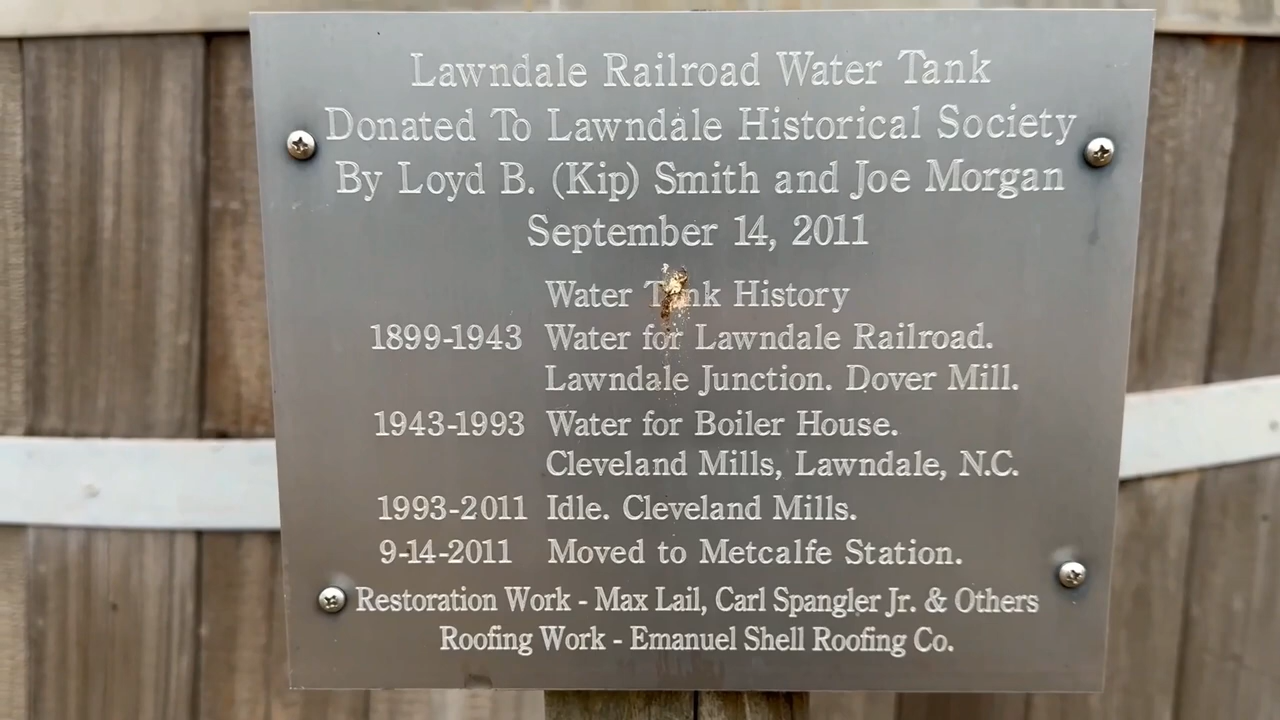 Lawndale Railroad Water Tank
Donated To Lawndale Historical Society
By Loyd B. (Kip) Smith and Joe Morgan
September 14, 2011
Water Tank History
1899-1943 Water for Lawndale Railroad.
Lawndale Junction. Dover Mill.
1943-1993 Water for Boiler House.
Cleveland Mills, Lawndale, N.C.
1993-2011 Idle. Cleveland Mills.
9-14-2011 Moved to Metcalfe Station.
Restoration Work - Max Lail, Carl Spangler Jr. & Others
Roofing Work - Emanuel Shell Roofing Co.